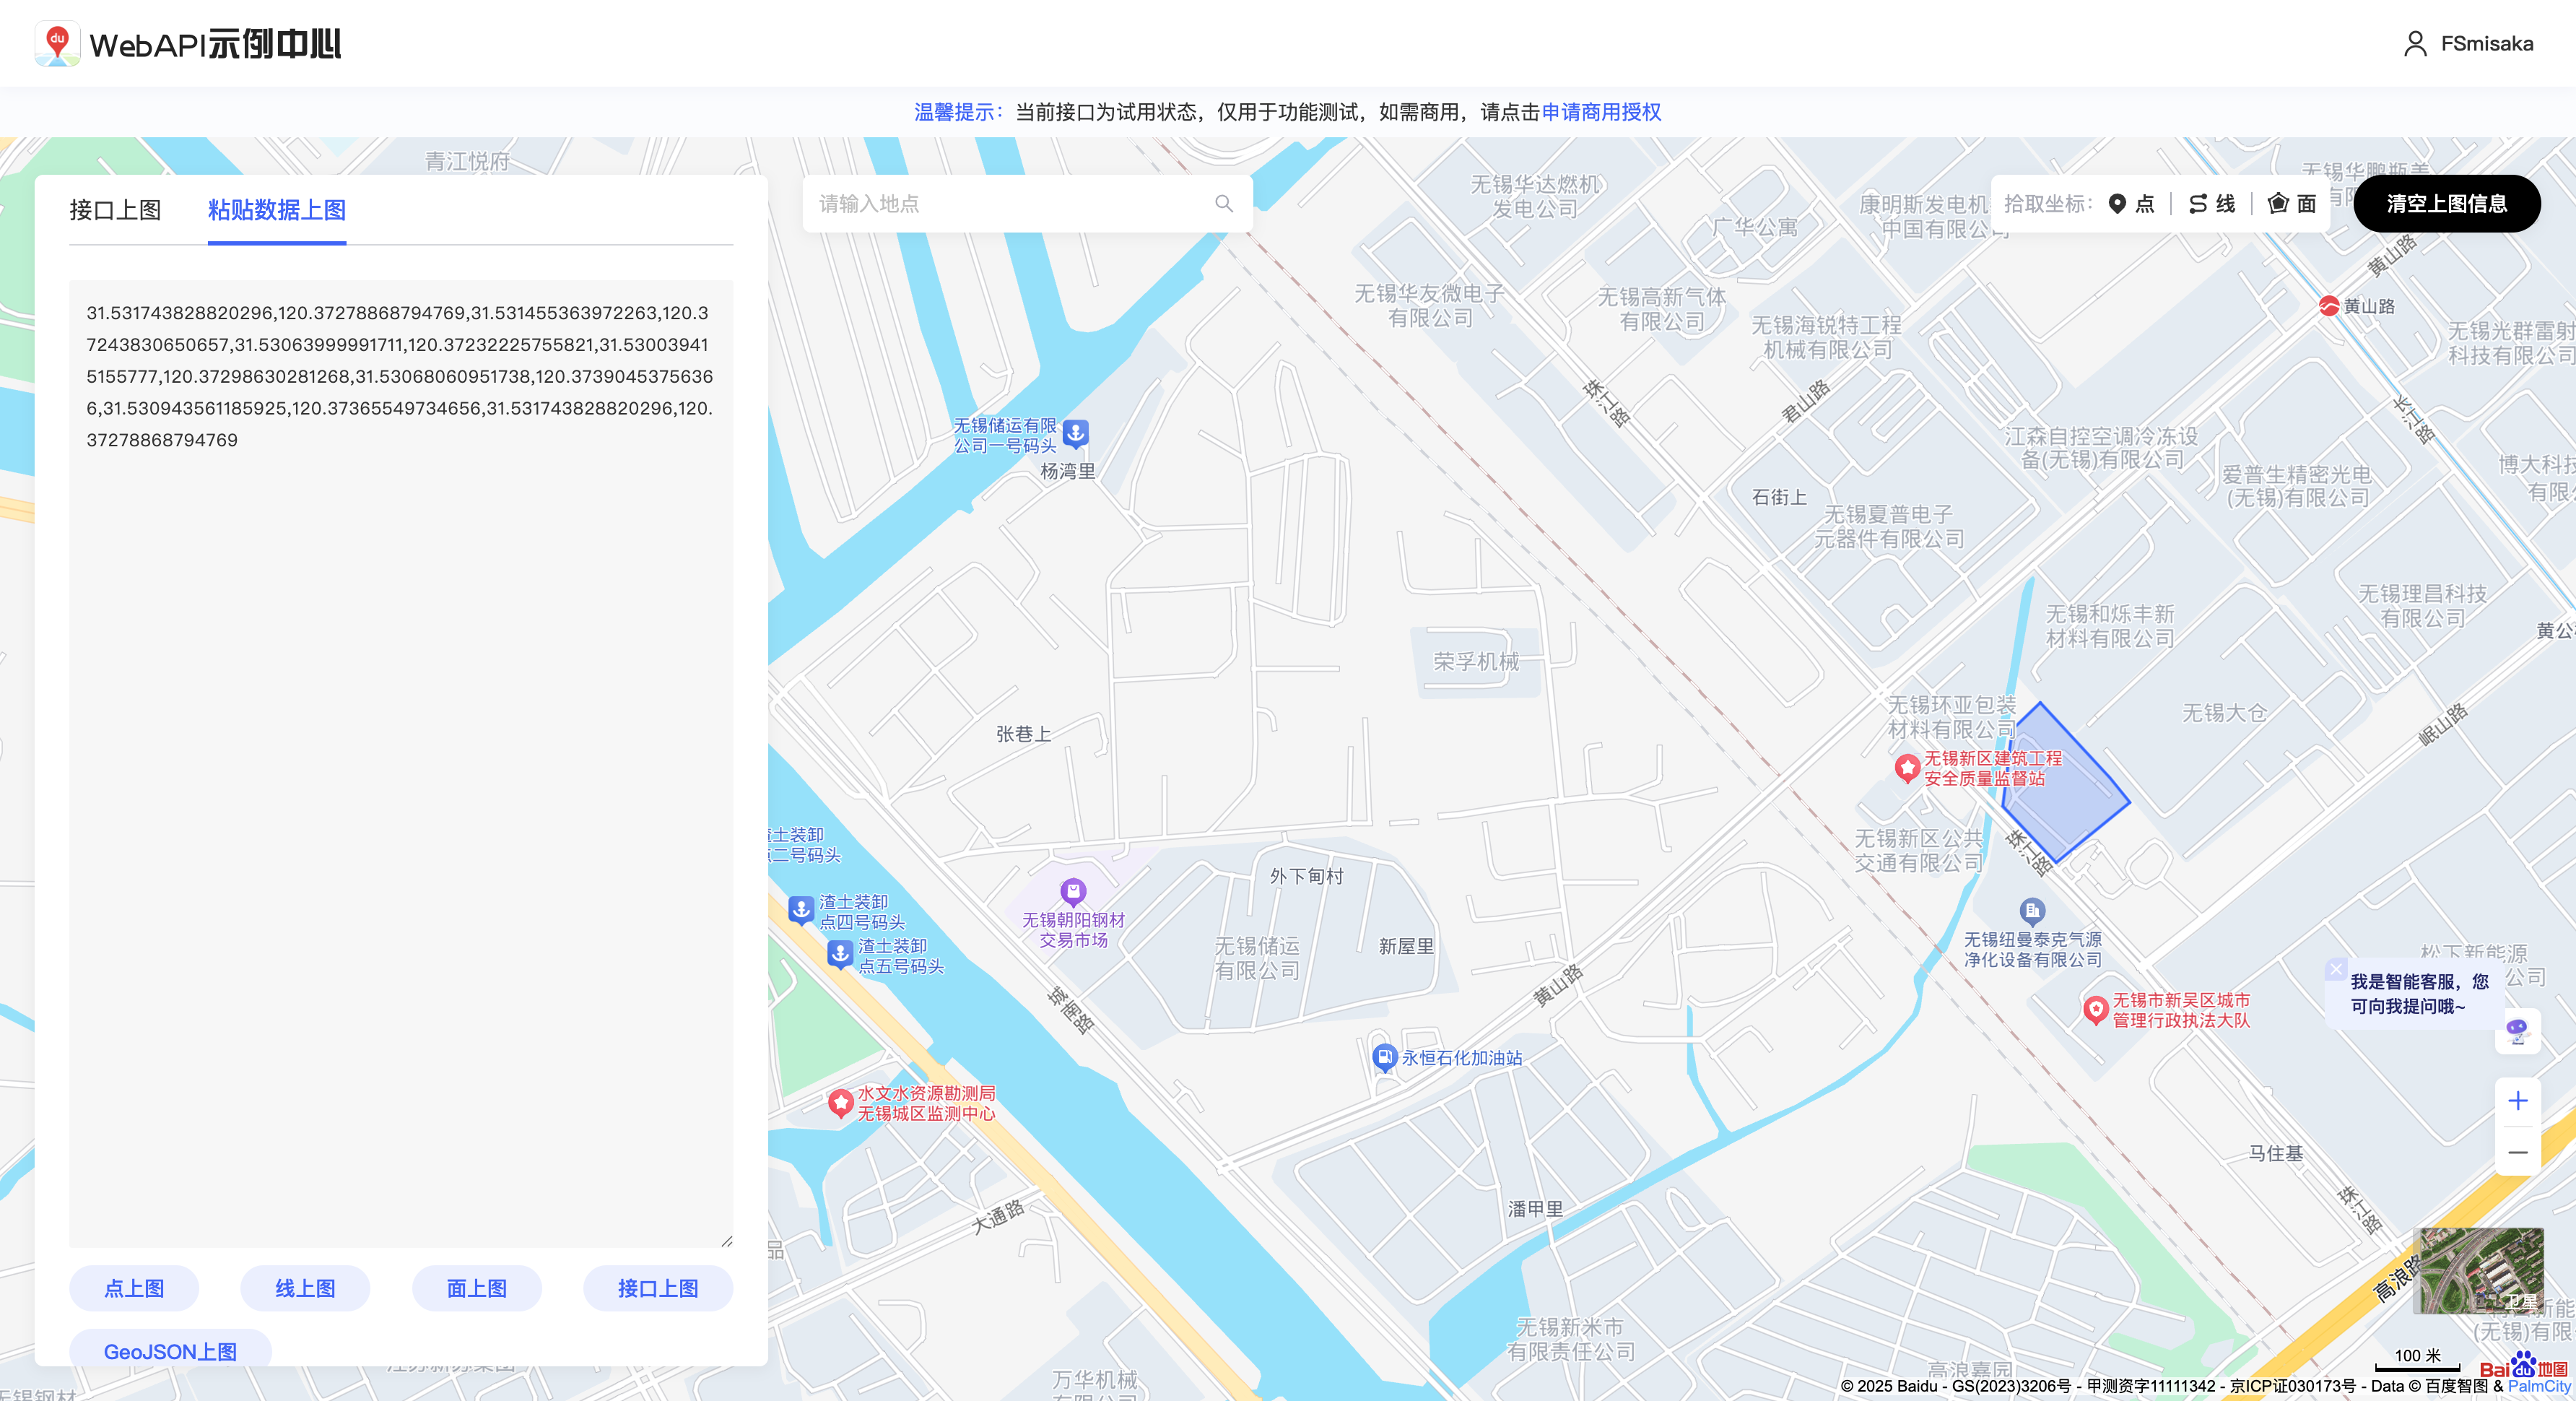 du
WebAPI示例中心
FSmisaka
温馨提示：当前接口为试用状态，仅用于功能测试，如需商用，请点击申请商用授权
接口上图
粘贴数据上图
请输入地点
拾取坐标：
点
线
面
清空上图信息
31.531743828820296,120.37278868794769,31.531455363972263,120.3
7243830650657,31.53063999991711,120.37232225755821,31.53003941
5155777,120.37298630281268,31.53068060951738,120.3739045375636
6,31.530943561185925,120.37365549734656,31.531743828820296,120.
37278868794769
点上图
线上图
面上图
接口上图
GeoJSON上图
青江悦府
无锡华达燃机
发电公司
广华公寓
康明斯发电机
中国有限公司
黄山路
黄山路
无锡华友微电子
有限公司
无锡高新气体
有限公司
无锡海锐特工程
机械有限公司
无锡光群雷射
科技有限公司
珠江路
君山路
长江路
无锡储运有限
公司一号码头
杨湾里
江森自控空调冷冻设
备(无锡)有限公司
爱普生精密光电
(无锡)有限公司
博大科技
石街上
无锡夏普电子
元器件有限公司
无锡理昌科技
有限公司
无锡和烁丰新
材料有限公司
荣孚机械
无锡环亚包装
材料有限公司
无锡大仓
岷山路
张巷上
无锡新区建筑工程
安全质量监督站
渣土装卸
点二号码头
无锡新区公共
交通有限公司
珠江路
外下甸村
渣土装卸
点四号码头
无锡朝阳钢材
交易市场
渣土装卸
点五号码头
无锡储运
有限公司
新屋里
无锡纽曼泰克气源
净化设备有限公司
松下新能源
公司
黄山路
城南路
我是智能客服，您
可向我提问哦~
无锡市新吴区城市
管理行政执法大队
永恒石化加油站
水文水资源勘测局
无锡城区监测中心
马住基
珠江路
潘甲里
大通路
高浪路
卫星
无锡新米市
有限责任公司
(无锡)有限
高浪嘉园
万华机械
100 米
Bai du 地图
© 2025 Baidu - GS(2023)3206号 - 甲测资字11111342 - 京ICP证030173号 - Data © 百度智图 & PalmCity